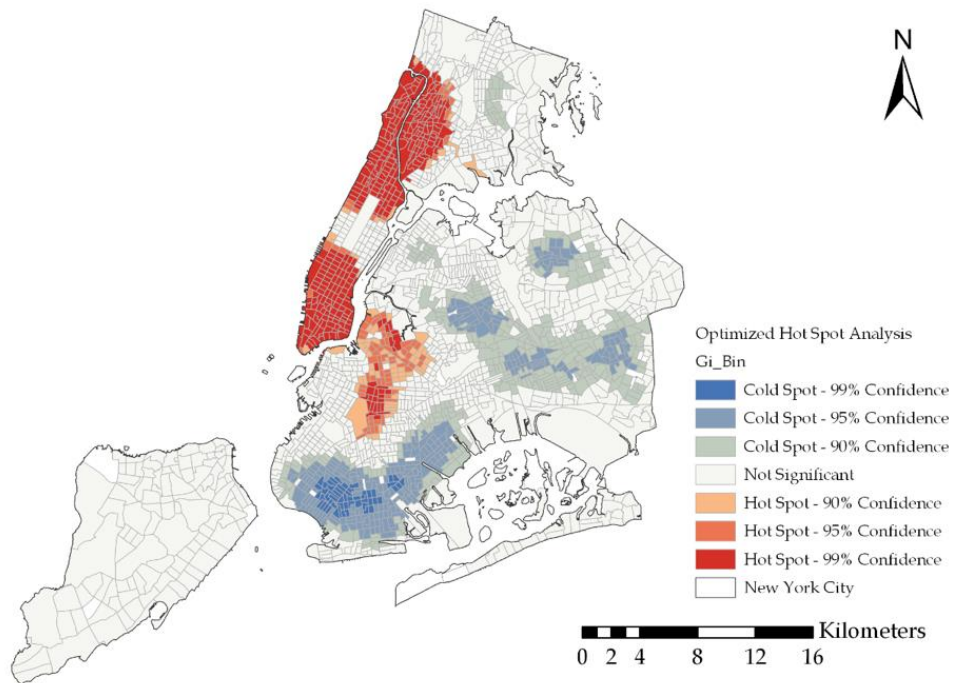 N
Optimized Hot Spot Analysis
Gi_Bin
Cold Spot - 99% Confidence
Cold Spot - 95% Confidence
Cold Spot - 90% Confidence
Not Significant
Hot Spot - 90% Confidence
Hot Spot - 95% Confidence
Hot Spot - 99% Confidence
New York City
Kilometers
0 2 4 8 12 16